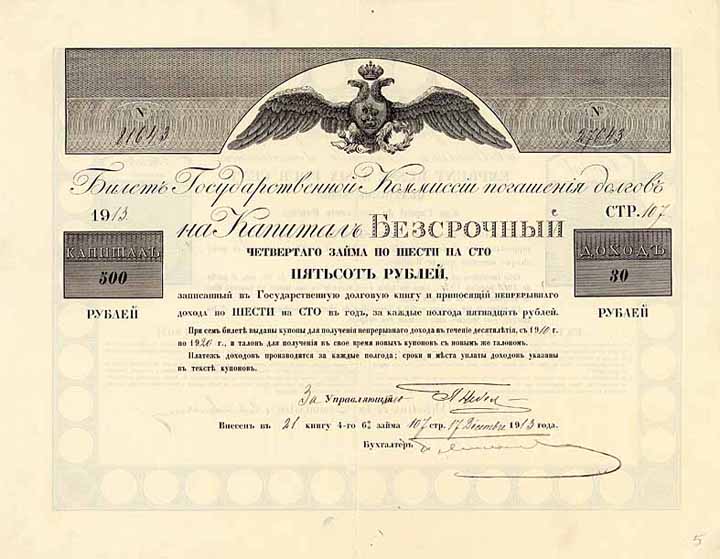 № №
27643
Билетъ Государственной Коммиссіи погашенія долговъ
1913 СТР. 107
на Капиталъ БЕЗСРОЧНЫЙ
ЧЕТВЕРТАГО ЗАЙМА ПО ШЕСТИ НА СТО
КАПИТАЛЪ ДОХОДЪ
500 ПЯТЬСОТЪ РУБЛЕЙ, 30
РУБЛЕЙ РУБЛЕЙ
записанный въ Государственную долговую книгу и приносящій непрерывнаго
дохода по ШЕСТИ на СТО въ годъ, за каждые полгода пятнадцать рублей.
При семъ билетѣ выданы купоны для полученія непрерывнаго дохода въ теченіе десятилѣтія, съ 1910 г.
по 1920 г., и талонъ для полученія въ свое время новыхъ купоновъ съ новымъ же талономъ.
Платежъ доходовъ производится за каждые полгода; сроки и мѣста уплаты доходовъ указаны
въ текстѣ купоновъ.
За Управляющаго
Внесенъ въ 21 книгу 4-го 6% займа 107 стр. 17 Декабря 1913 года.
Бухгалтеръ
5